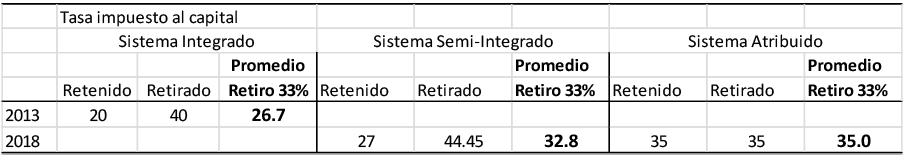 Tasa impuesto al capital
Sistema Integrado Sistema Semi-Integrado Sistema Atribuido
Promedio Promedio Promedio
Retenido Retirado Retiro 33% Retenido Retirado Retiro 33% Retenido Retirado Retiro 33%
2013 20 40 26.7
2018 27 44.45 32.8 35 35 35.0